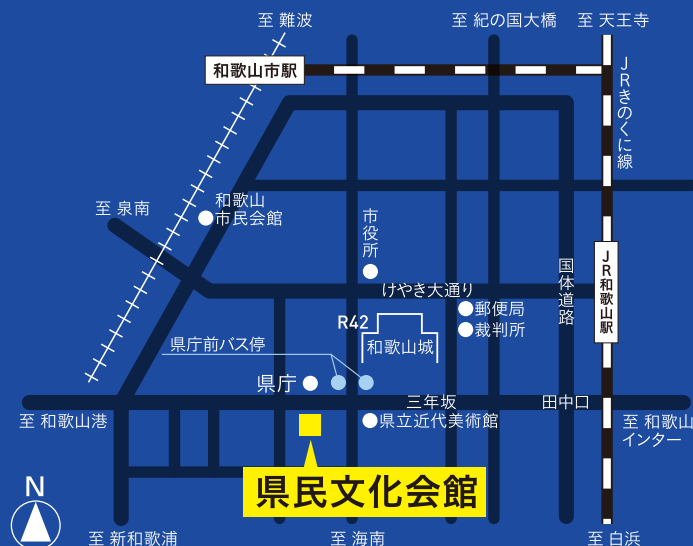 至 難波
至 紀の国大橋
至 天王寺
和歌山市駅
JRきのくに線
至 泉南
和歌山
市民会館
市役所
けやき大通り
国体道路
JR和歌山駅
郵便局
裁判所
R42
和歌山城
県庁前バス停
県庁
三年坂
田中口
至 和歌山港
県立近代美術館
至 和歌山
インター
県民文化会館
N
至 新和歌浦
至 海南
至 白浜